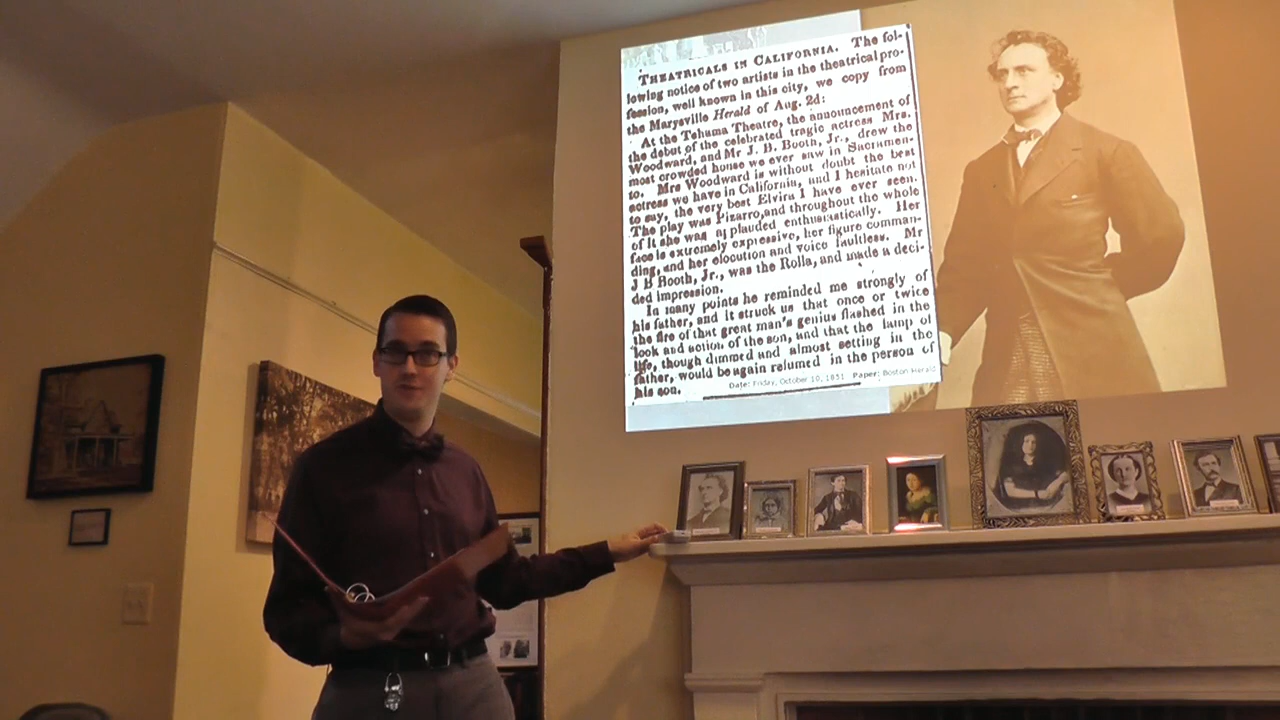 THEATRICALS IN CALIFORNIA. The fol-
lowing notice of two artists in the theatrical pro-
fession, well known in this city, we copy from
the Marysville Herald of Aug. 2d:
At the Tehama Theatre, the announcement of
the debut of the celebrated tragic actress Mrs.
Woodward, and Mr J. B. Booth, Jr., drew the
most crowded house we ever saw in Sacramen-
to. Mrs Woodward is without doubt the best
actress we have in California, and I hesitate not
to say, the very best Elvira I have ever seen.
The play was Pizarro, and throughout the whole
of it she was applauded enthusiastically. Her
face is extremely expressive, her figure comman-
ding, and her elocution and voice faultless. Mr
J B Booth, Jr., was the Rolla, and made a deci-
ded impression.
In many points he reminded me strongly of
his father, and it struck us that once or twice
the fire of that great man's genius flashed in the
look and action of the son, and that the lamp of
life, though dimmed and almost setting in the
father, would be again relumed in the person of
his son.
Date: Friday, October 10, 1851 Paper: Boston Herald